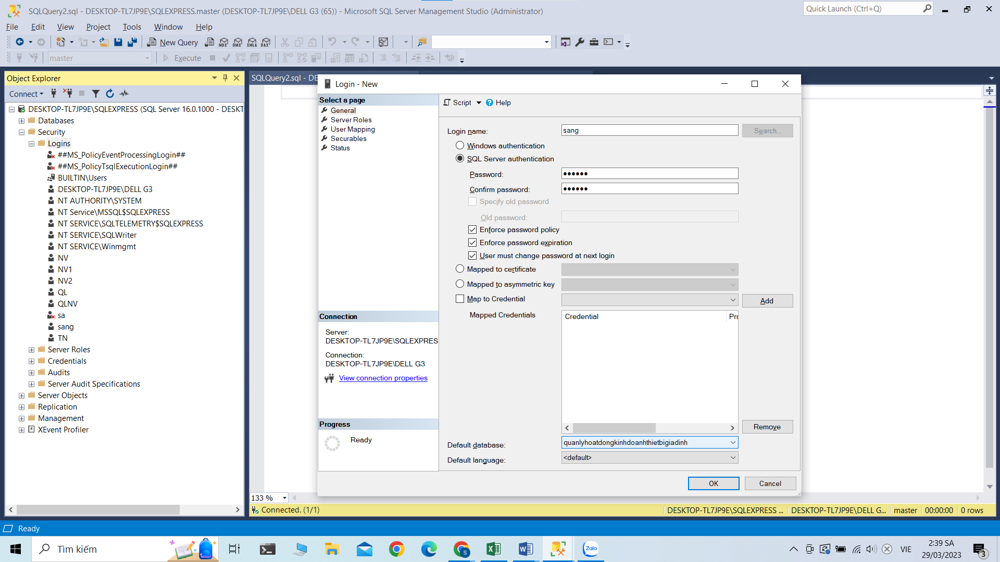 SQLQuery2.sql - DESKTOP-TL7JP9E\SQLEXPRESS.master (DESKTOP-TL7JP9E\DELL G3 (65)) - Microsoft SQL Server Management Studio (Administrator)
Quick Launch (Ctrl+Q)
File Edit View Project Tools Window Help
New Query
MDX DMX XMLA DAX
master
Execute
Object Explorer
SQLQuery2.sql - DE
Connect
DESKTOP-TL7JP9E\SQLEXPRESS (SQL Server 16.0.1000 - DESKT
Databases
Security
Logins
##MS_PolicyEventProcessingLogin##
##MS_PolicyTsqlExecutionLogin##
BUILTIN\Users
DESKTOP-TL7JP9E\DELL G3
NT AUTHORITY\SYSTEM
NT Service\MSSQL$SQLEXPRESS
NT SERVICE\SQLTELEMETRY$SQLEXPRESS
NT SERVICE\SQLWriter
NT SERVICE\Winmgmt
NV
NV1
NV2
QL
QLNV
sa
sang
TN
Server Roles
Credentials
Audits
Server Audit Specifications
Server Objects
Replication
Management
XEvent Profiler
Login - New
Select a page
General
Server Roles
User Mapping
Securables
Status
Connection
Server:
DESKTOP-TL7JP9E\SQLEXPRES
Connection:
DESKTOP-TL7JP9E\DELL G3
View connection properties
Progress
Ready
Script
Help
Login name:
sang
Search...
Windows authentication
SQL Server authentication
Password:
●●●●●●
Confirm password:
●●●●●●
Specify old password
Old password:
Enforce password policy
Enforce password expiration
User must change password at next login
Mapped to certificate
Mapped to asymmetric key
Map to Credential
Add
Mapped Credentials
Credential
Pro
Remove
Default database:
quanlyhoatdongkinhdoanhthietbigiadinh
Default language:
<default>
OK
Cancel
133 %
Connected. (1/1)
DESKTOP-TL7JP9E\SQLEXPRESS ...
DESKTOP-TL7JP9E\DELL G...
master
00:00:00
0 rows
Ready
Tìm kiếm
S
Zalo
VIE
2:39 SA
29/03/2023
3